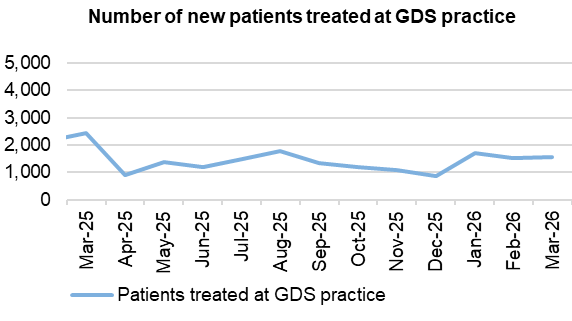 Number of new patients treated at GDS practice
5,000
4,000
3,000
2,000
1,000
0
Mar-25
Apr-25
May-25
Jun-25
Jul-25
Aug-25
Sep-25
Oct-25
Nov-25
Dec-25
Jan-26
Feb-26
Mar-26
Patients treated at GDS practice